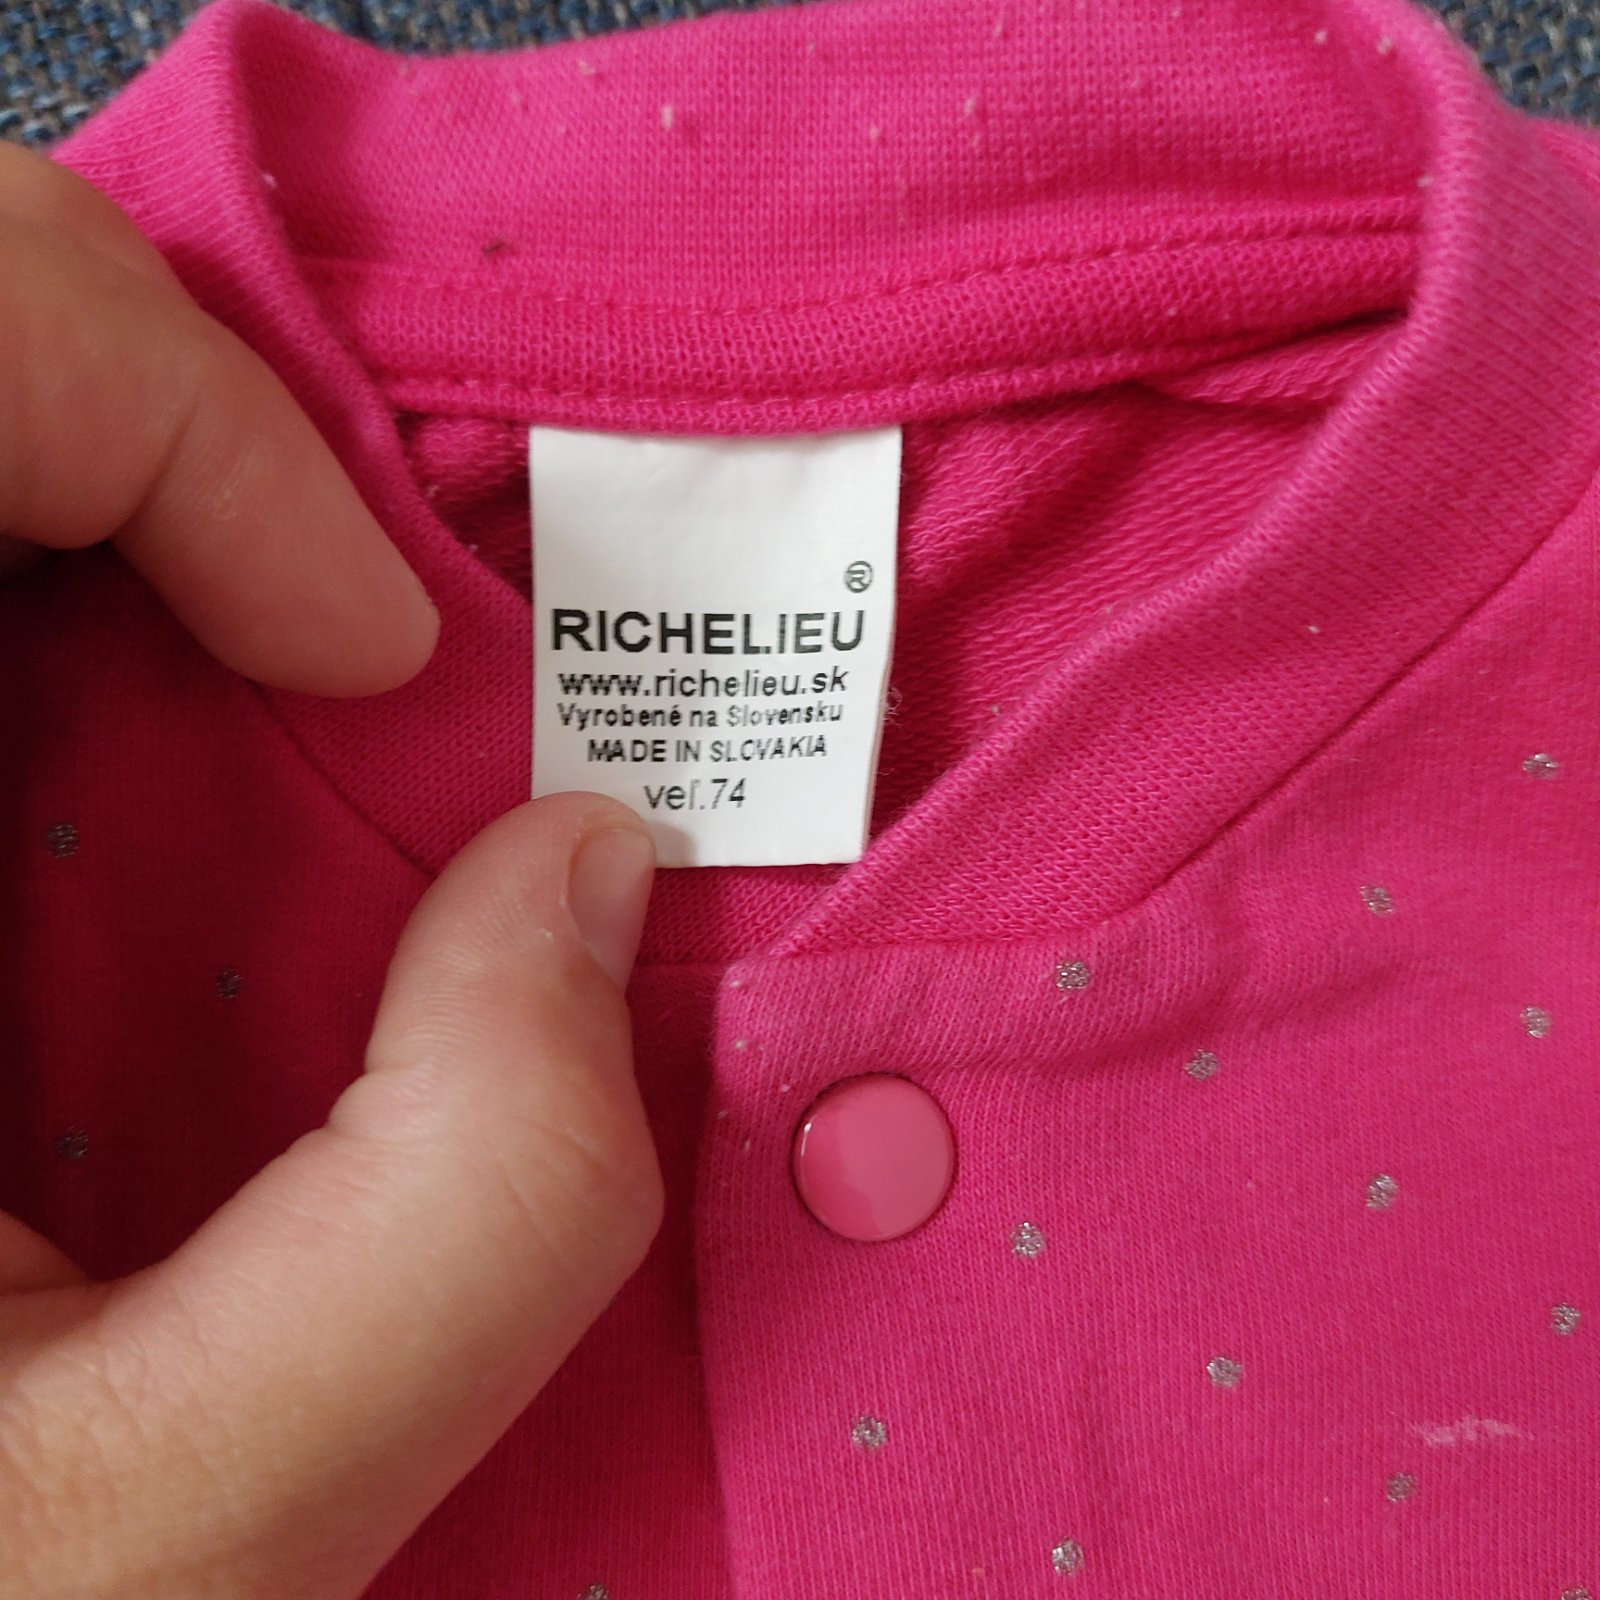 ®
RICHELIEU
www.richelieu.sk
Vyrobené na Slovensku
MADE IN SLOVAKIA
veľ.74